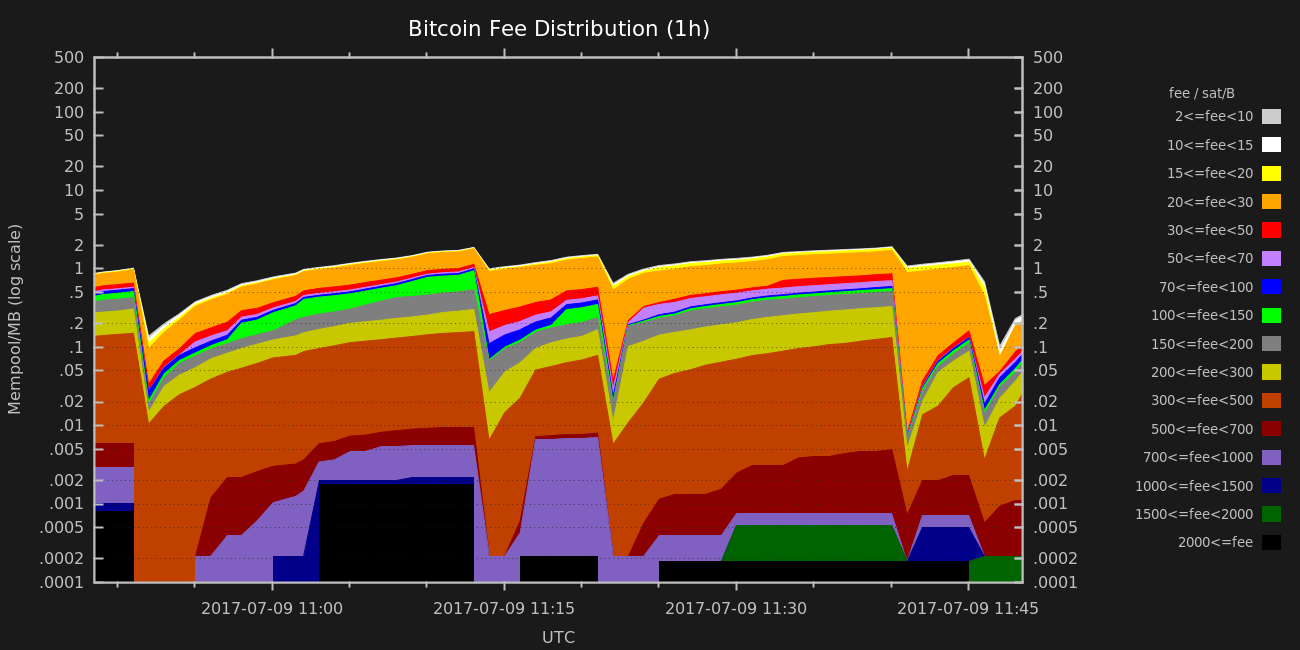 Bitcoin Fee Distribution (1h)
Mempool/MB (log scale)
500
200
100
50
20
10
5
2
1
.5
.2
.1
.05
.02
.01
.005
.002
.001
.0005
.0002
.0001
500
200
100
50
20
10
5
2
1
.5
.2
.1
.05
.02
.01
.005
.002
.001
.0005
.0002
.0001
2017-07-09 11:00
2017-07-09 11:15
2017-07-09 11:30
2017-07-09 11:45
UTC
fee / sat/B
2<=fee<10
10<=fee<15
15<=fee<20
20<=fee<30
30<=fee<50
50<=fee<70
70<=fee<100
100<=fee<150
150<=fee<200
200<=fee<300
300<=fee<500
500<=fee<700
700<=fee<1000
1000<=fee<1500
1500<=fee<2000
2000<=fee